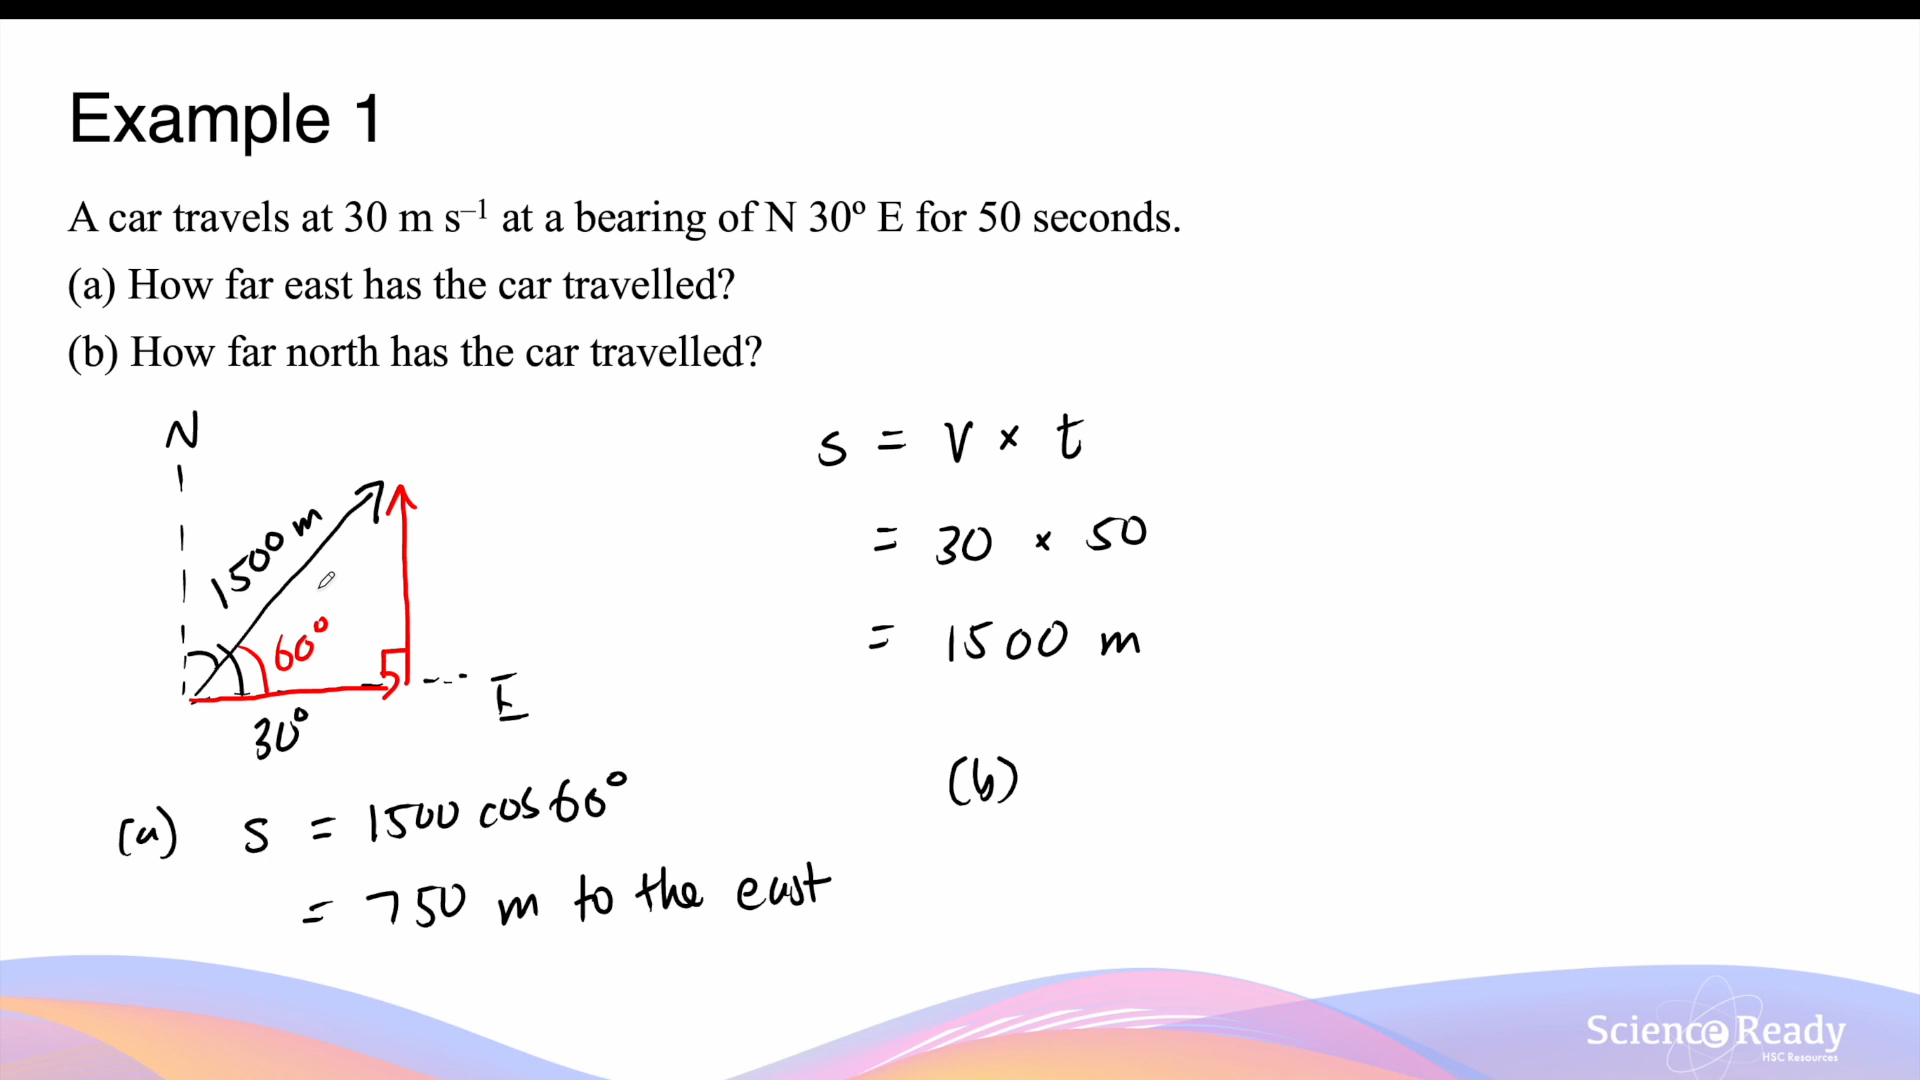 Example 1
A car travels at 30 m s⁻¹ at a bearing of N 30º E for 50 seconds.
(a) How far east has the car travelled?
(b) How far north has the car travelled?
N
1500 m
60°
E
30°
s = v × t
= 30 × 50
= 1500 m
(a) s = 1500 cos 60°
= 750 m to the east
(b)
Science Ready
HSC Resources